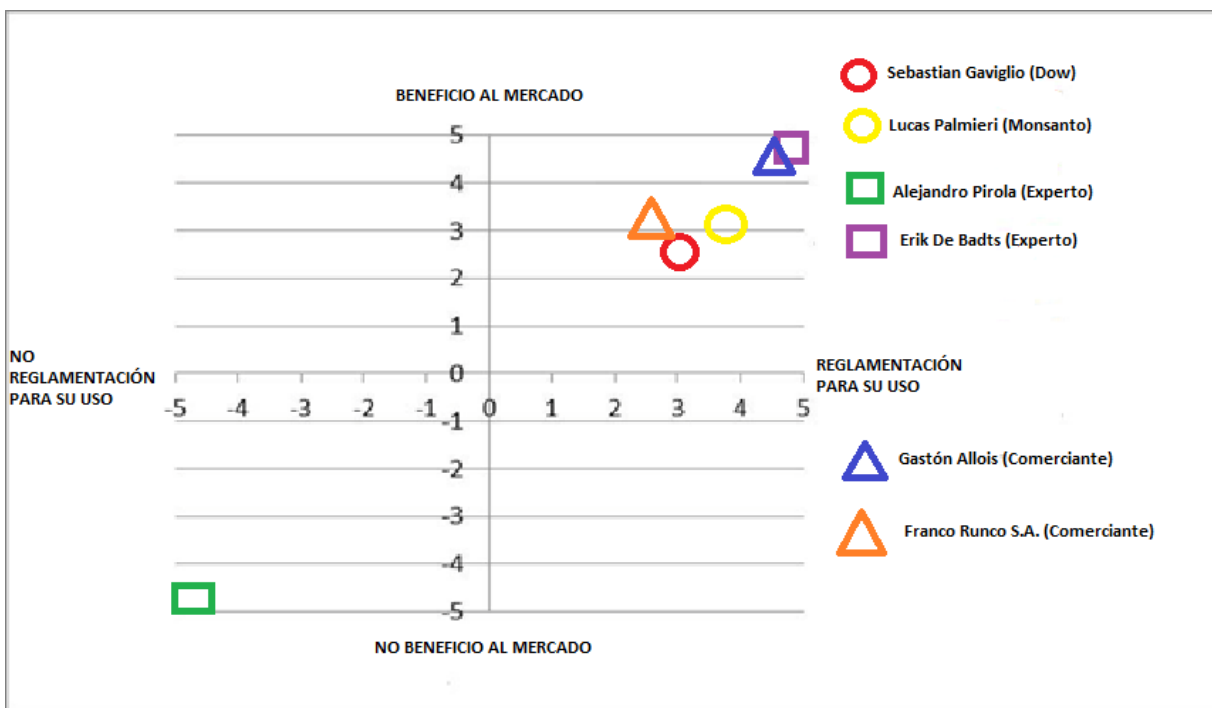 Sebastian Gaviglio (Dow)
BENEFICIO AL MERCADO
Lucas Palmieri (Monsanto)
5
Alejandro Pirola (Experto)
4
Erik De Badts (Experto)
3
2
1
NO
REGLAMENTACIÓN
PARA SU USO
0
REGLAMENTACIÓN
PARA SU USO
-5 -4 -3 -2 -1 0 1 2 3 4 5
-1
Gastón Allois (Comerciante)
-2
-3
Franco Runco S.A. (Comerciante)
-4
-5
NO BENEFICIO AL MERCADO